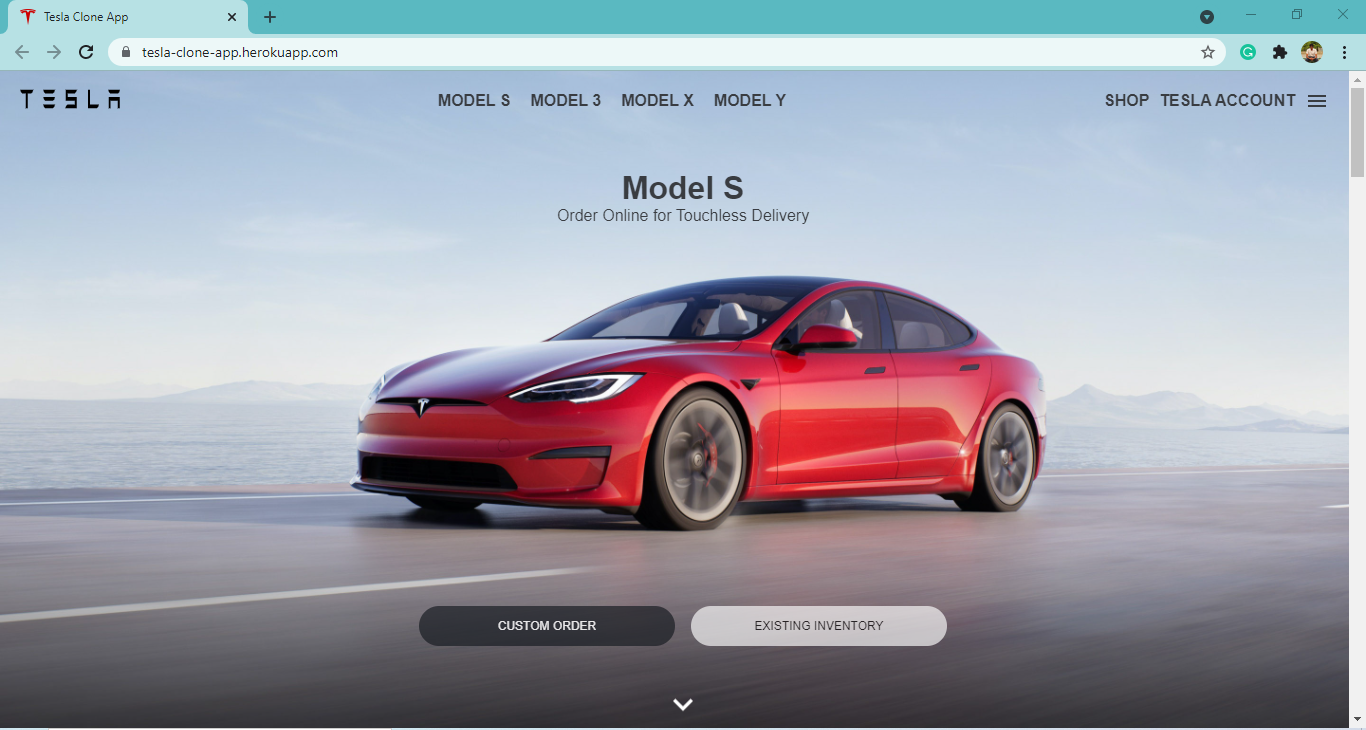 Tesla Clone App
tesla-clone-app.herokuapp.com
TESLA MODEL S MODEL 3 MODEL X MODEL Y SHOP TESLA ACCOUNT
Model S
Order Online for Touchless Delivery
CUSTOM ORDER EXISTING INVENTORY